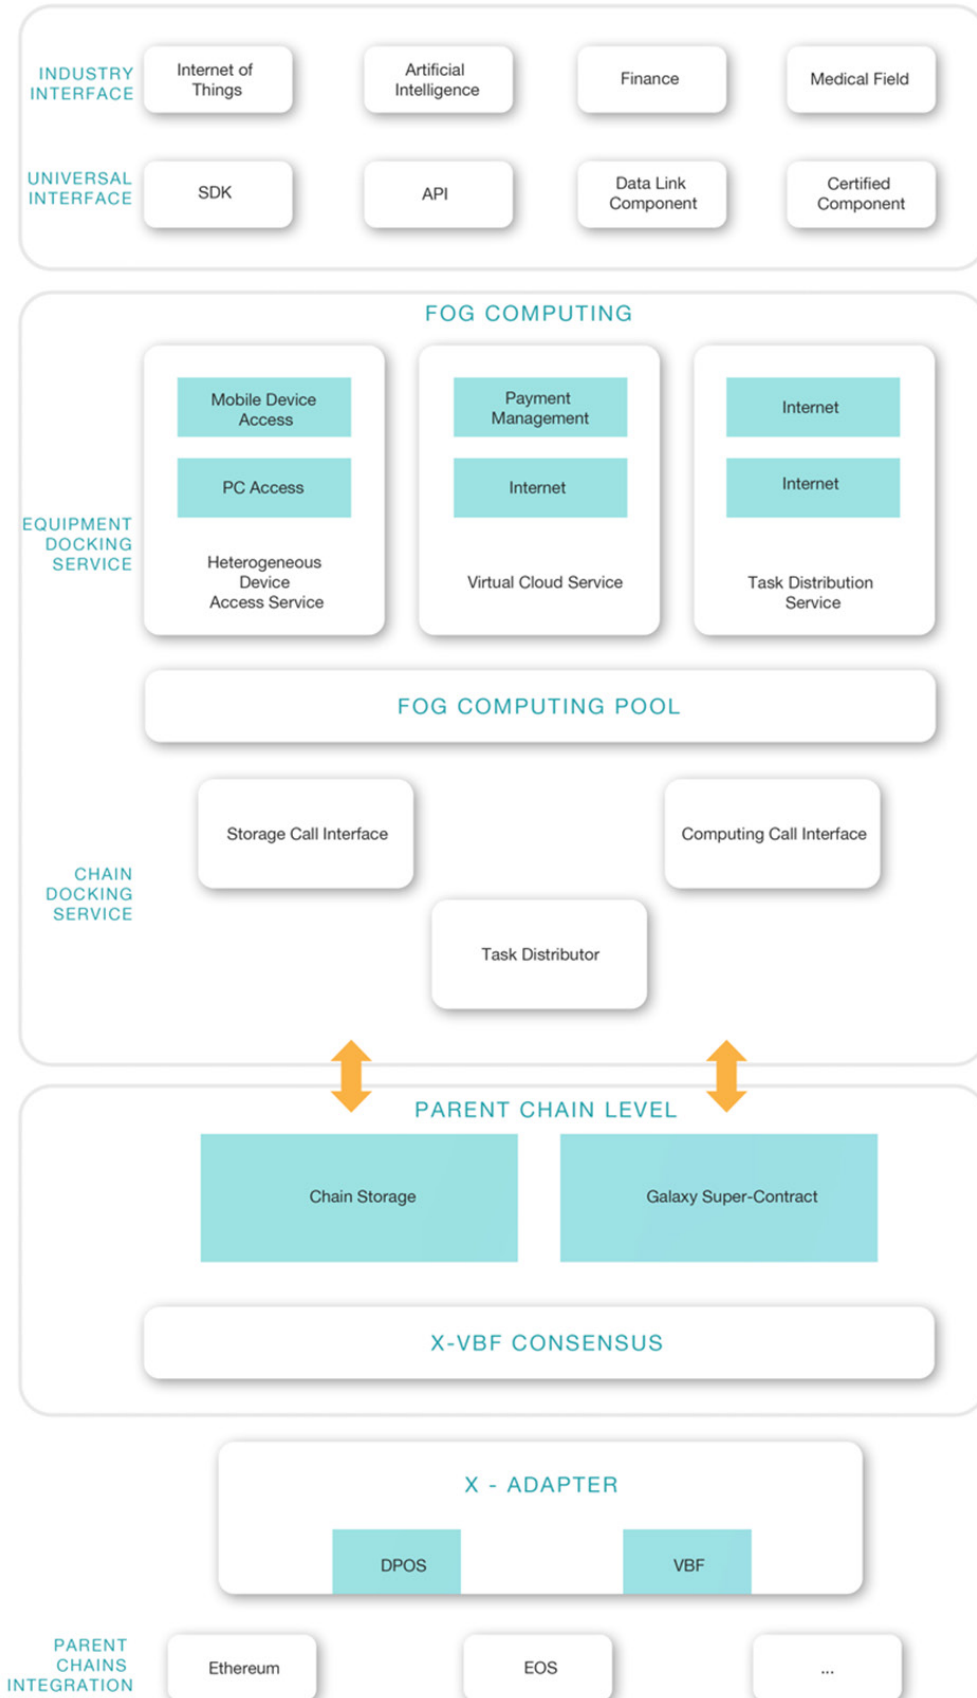 INDUSTRY
INTERFACE
Internet of
Things
Artificial
Intelligence
Finance
Medical Field
UNIVERSAL
INTERFACE
SDK
API
Data Link
Component
Certified
Component
FOG COMPUTING
EQUIPMENT
DOCKING
SERVICE
Mobile Device
Access
PC Access
Heterogeneous
Device
Access Service
Payment
Management
Internet
Virtual Cloud Service
Internet
Internet
Task Distribution
Service
FOG COMPUTING POOL
CHAIN
DOCKING
SERVICE
Storage Call Interface
Computing Call Interface
Task Distributor
PARENT CHAIN LEVEL
Chain Storage
Galaxy Super-Contract
X-VBF CONSENSUS
X - ADAPTER
DPOS
VBF
PARENT
CHAINS
INTEGRATION
Ethereum
EOS
...